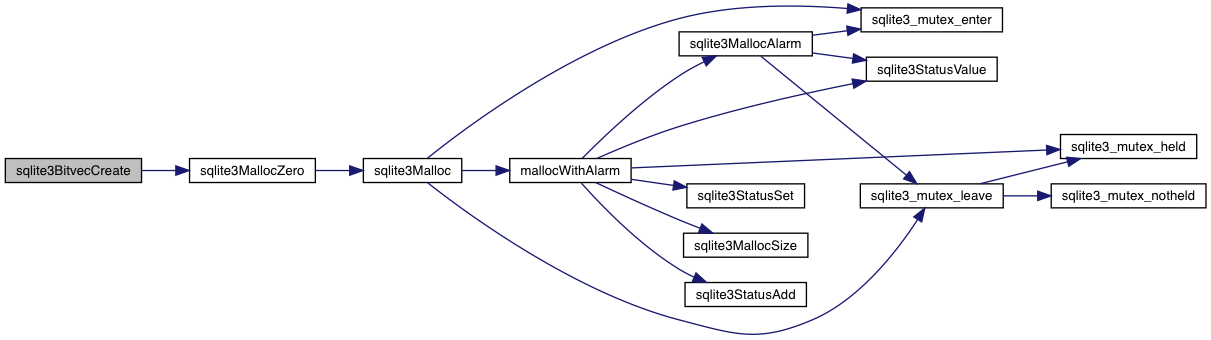 sqlite3BitvecCreate
sqlite3MallocZero
sqlite3Malloc
mallocWithAlarm
sqlite3MallocAlarm
sqlite3_mutex_enter
sqlite3StatusValue
sqlite3_mutex_held
sqlite3StatusSet
sqlite3_mutex_leave
sqlite3_mutex_notheld
sqlite3MallocSize
sqlite3StatusAdd